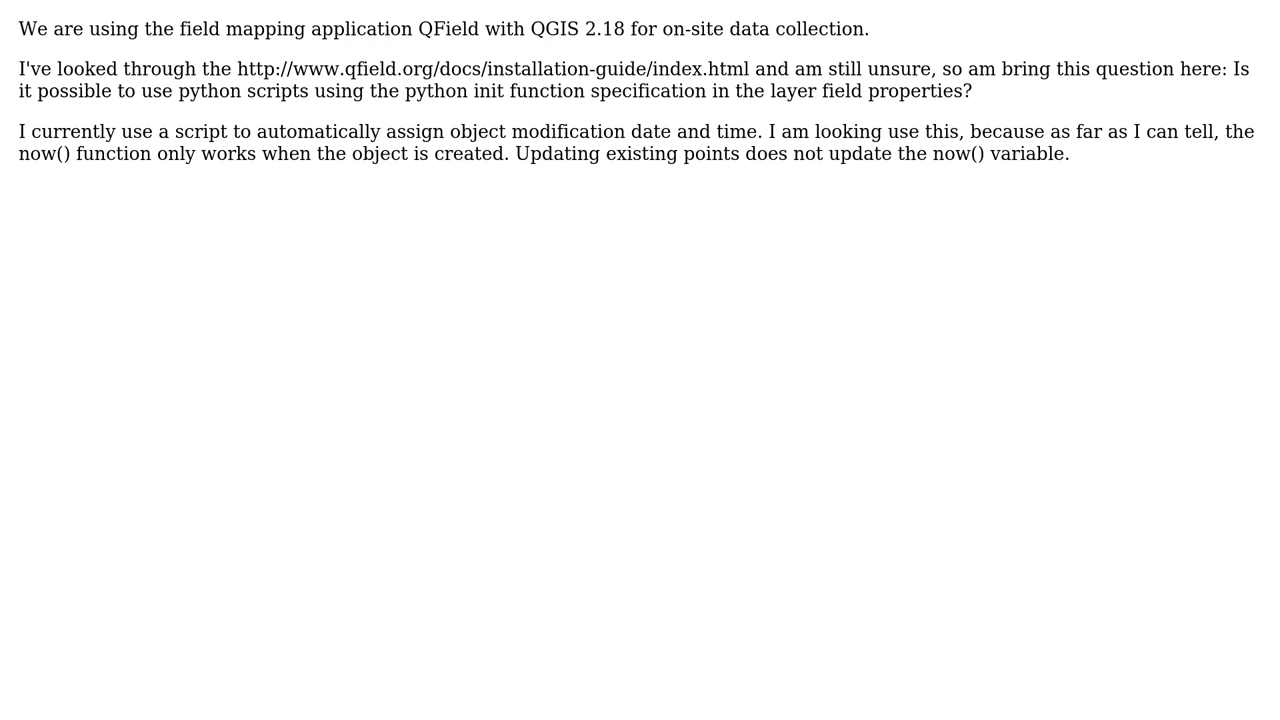 We are using the field mapping application QField with QGIS 2.18 for on-site data collection.
I've looked through the http://www.qfield.org/docs/installation-guide/index.html and am still unsure, so am bring this question here: Is
it possible to use python scripts using the python init function specification in the layer field properties?
I currently use a script to automatically assign object modification date and time. I am looking use this, because as far as I can tell, the
now() function only works when the object is created. Updating existing points does not update the now() variable.